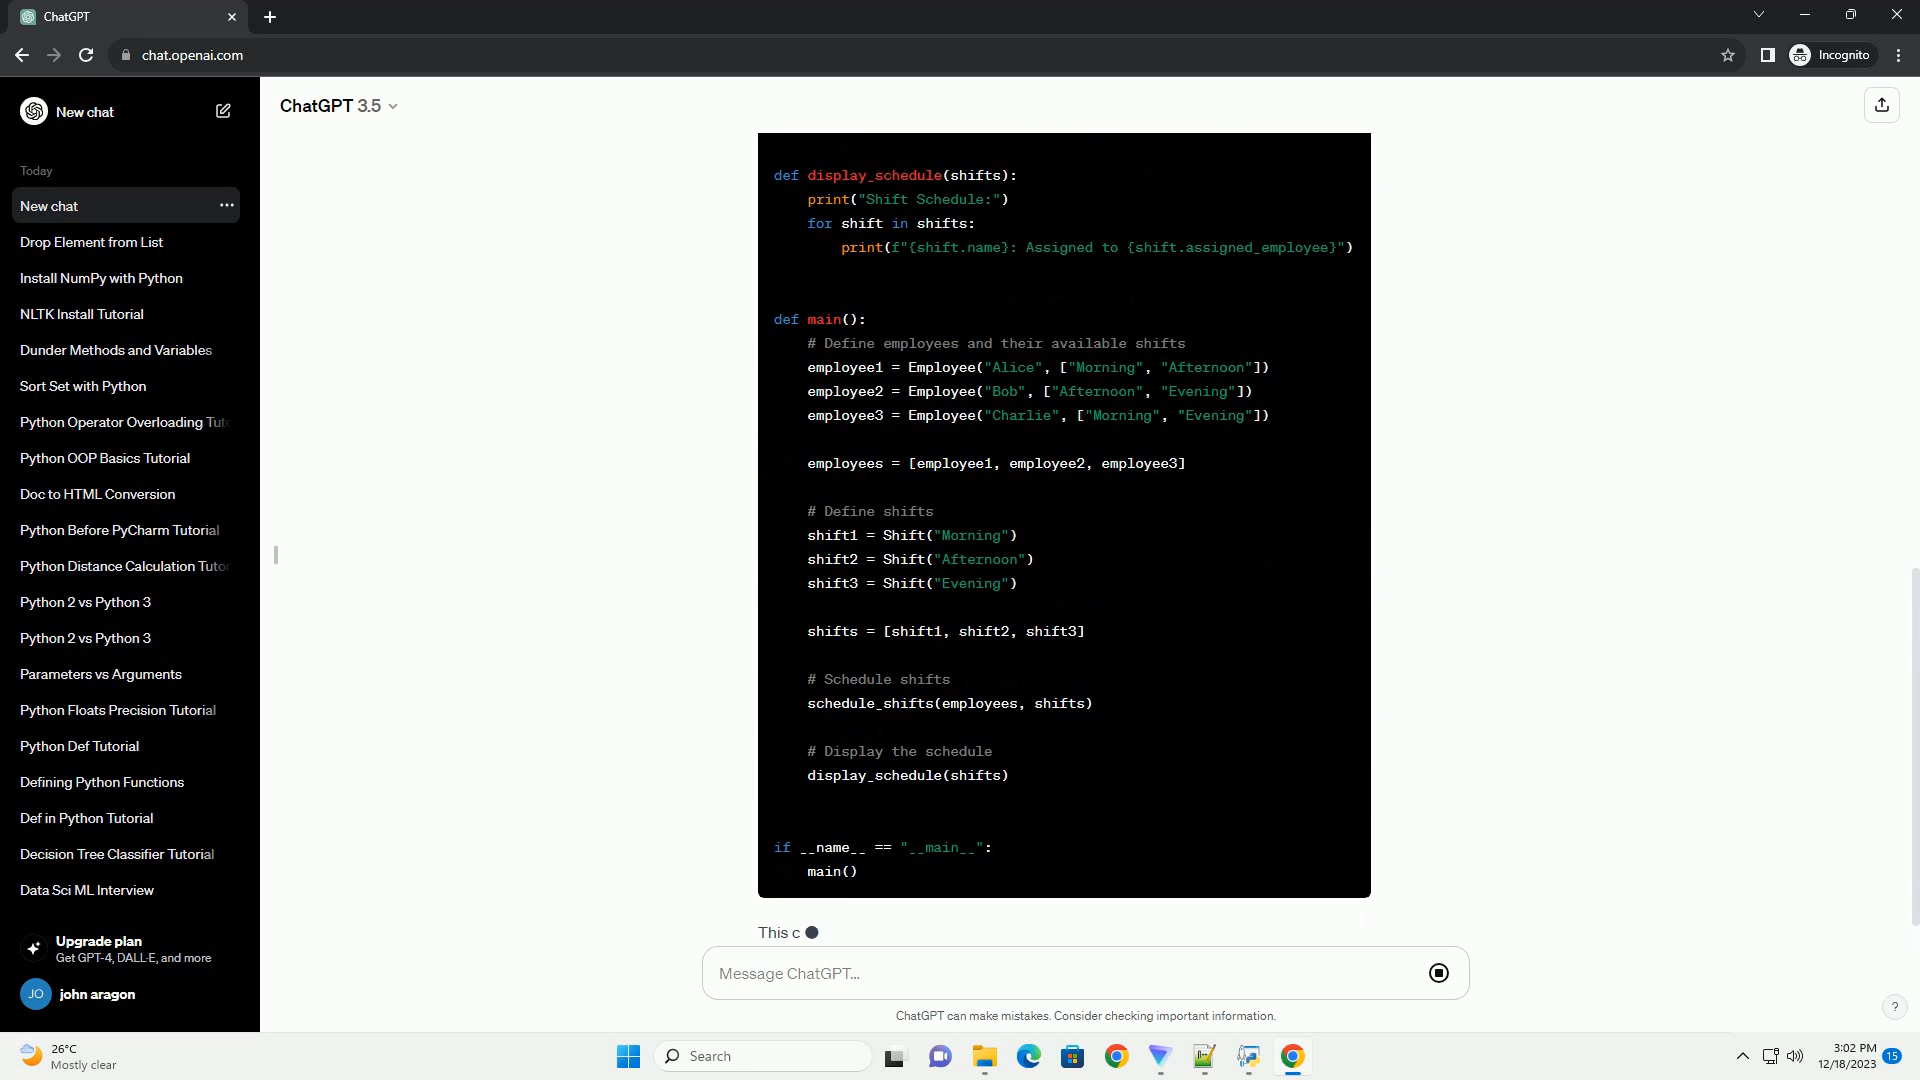 ChatGPT
chat.openai.com
Incognito
New chat
Today
New chat
Drop Element from List
Install NumPy with Python
NLTK Install Tutorial
Dunder Methods and Variables
Sort Set with Python
Python Operator Overloading Tuto
Python OOP Basics Tutorial
Doc to HTML Conversion
Python Before PyCharm Tutorial
Python Distance Calculation Tutor
Python 2 vs Python 3
Python 2 vs Python 3
Parameters vs Arguments
Python Floats Precision Tutorial
Python Def Tutorial
Defining Python Functions
Def in Python Tutorial
Decision Tree Classifier Tutorial
Data Sci ML Interview
Upgrade plan
Get GPT-4, DALL·E, and more
JO john aragon
ChatGPT 3.5
def display_schedule(shifts):
    print("Shift Schedule:")
    for shift in shifts:
        print(f"{shift.name}: Assigned to {shift.assigned_employee}")
def main():
    # Define employees and their available shifts
    employee1 = Employee("Alice", ["Morning", "Afternoon"])
    employee2 = Employee("Bob", ["Afternoon", "Evening"])
    employee3 = Employee("Charlie", ["Morning", "Evening"])
    employees = [employee1, employee2, employee3]
    # Define shifts
    shift1 = Shift("Morning")
    shift2 = Shift("Afternoon")
    shift3 = Shift("Evening")
    shifts = [shift1, shift2, shift3]
    # Schedule shifts
    schedule_shifts(employees, shifts)
    # Display the schedule
    display_schedule(shifts)
if __name__ == "__main__":
    main()
This c
Message ChatGPT...
ChatGPT can make mistakes. Consider checking important information.
?
26°C
Mostly clear
Search
3:02 PM
12/18/2023
15